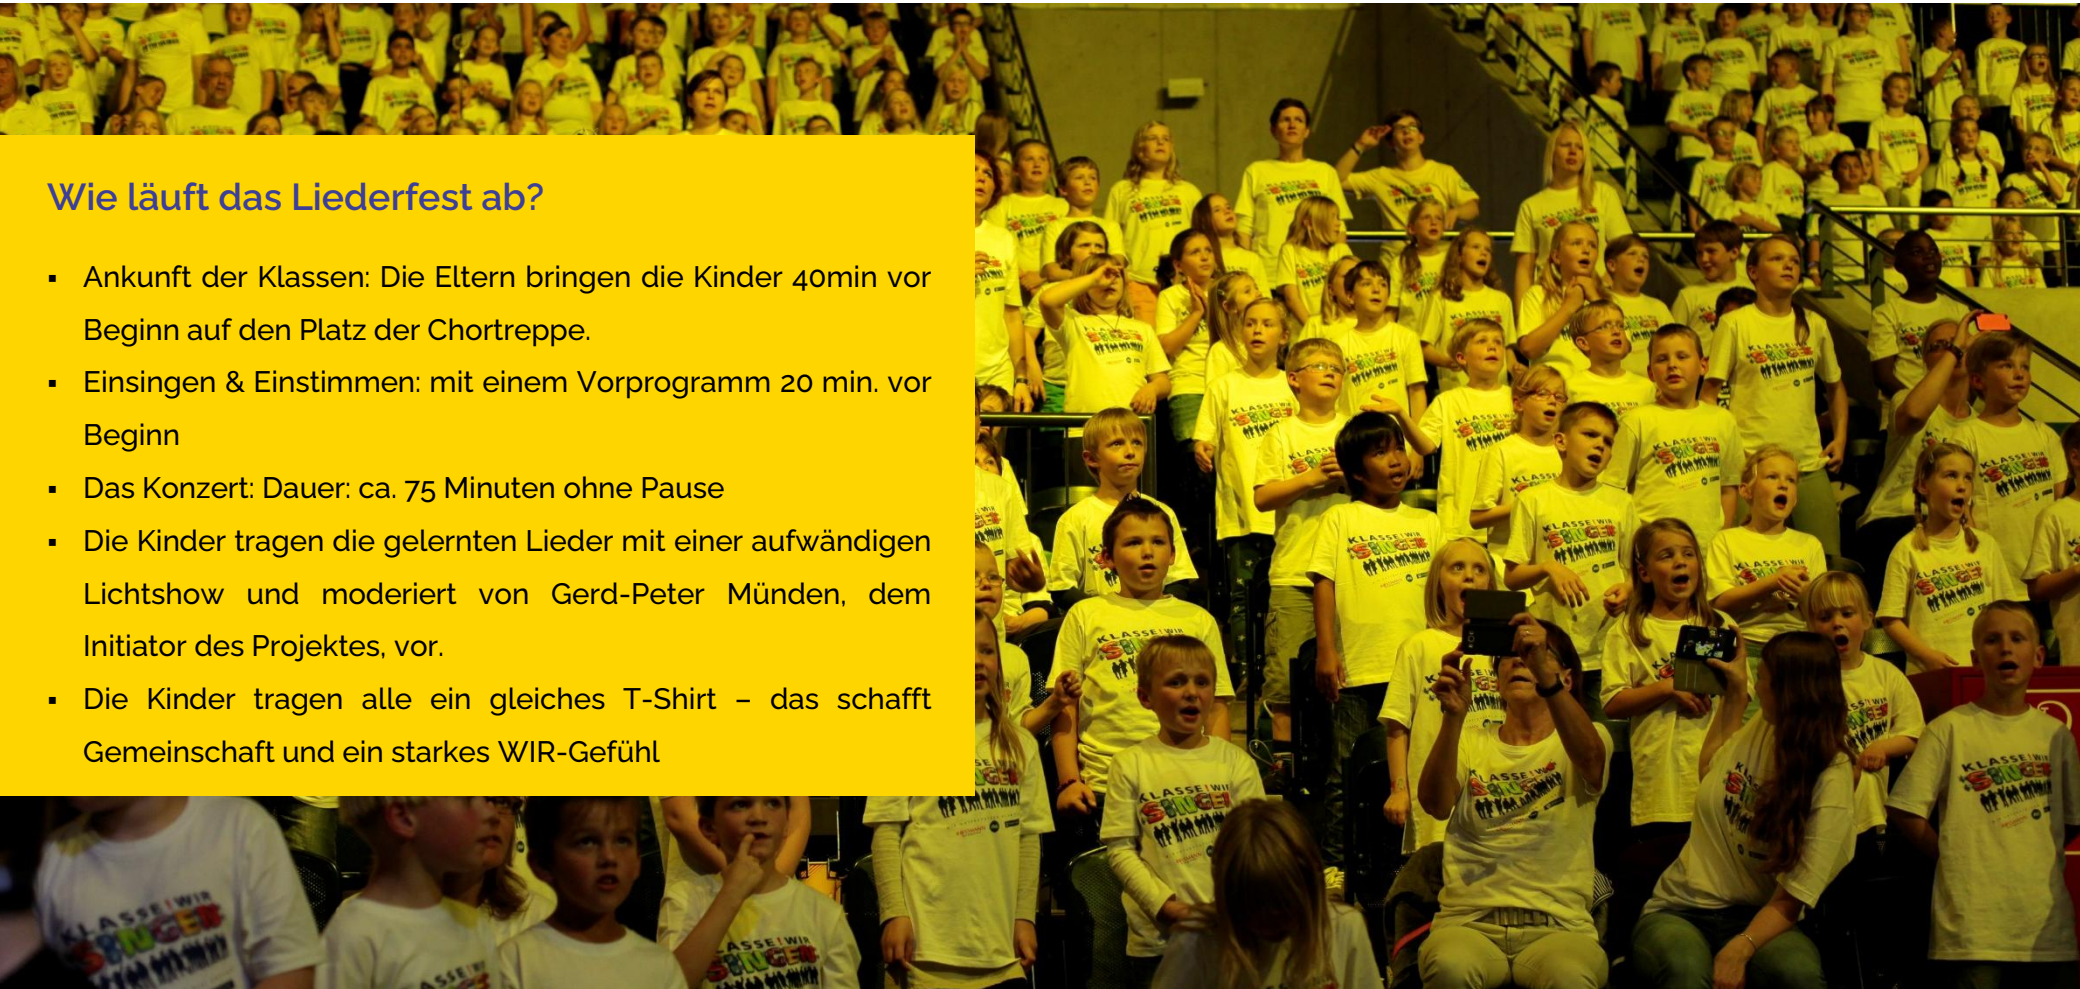 Wie läuft das Liederfest ab?
▪ Ankunft der Klassen: Die Eltern bringen die Kinder 40min vor
Beginn auf den Platz der Chortreppe.
▪ Einsingen & Einstimmen: mit einem Vorprogramm 20 min. vor
Beginn
▪ Das Konzert: Dauer: ca. 75 Minuten ohne Pause
▪ Die Kinder tragen die gelernten Lieder mit einer aufwändigen
Lichtshow und moderiert von Gerd-Peter Münden, dem
Initiator des Projektes, vor.
▪ Die Kinder tragen alle ein gleiches T-Shirt – das schafft
Gemeinschaft und ein starkes WIR-Gefühl
KLASSE! WIR
SINGEN